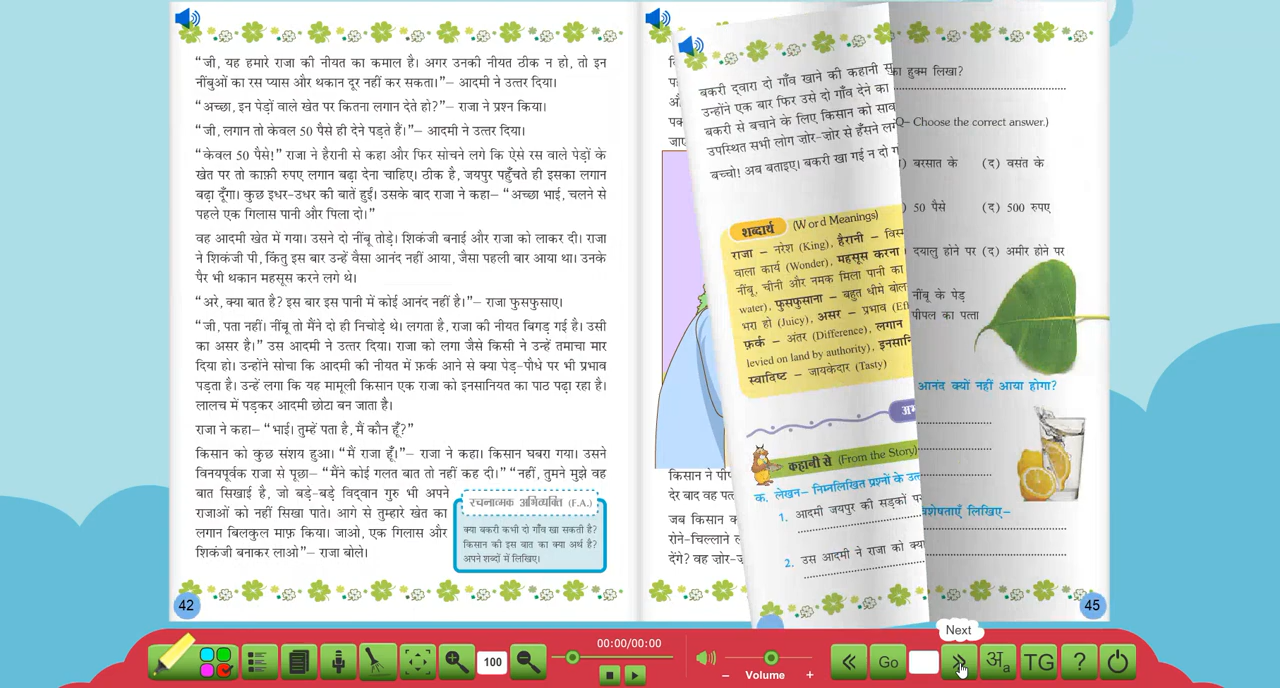 “जी, यह हमारे राजा की नीयत का कमाल है। अगर उनकी नीयत ठीक न हो, तो इन
नींबुओं का रस प्यास और थकान दूर नहीं कर सकता।”– आदमी ने उत्तर दिया।
“अच्छा, इन पेड़ों वाले खेत पर कितना लगान देते हो?”– राजा ने प्रश्न किया।
“जी, लगान तो केवल 50 पैसे ही देने पड़ते हैं।”– आदमी ने उत्तर दिया।
“केवल 50 पैसे!” राजा ने हैरानी से कहा और फिर सोचने लगे कि ऐसे रस वाले पेड़ों के
खेत पर तो काफ़ी रुपए लगान बढ़ा देना चाहिए। ठीक है, जयपुर पहुँचते ही इसका लगान
बढ़ा दूँगा। कुछ इधर-उधर की बातें हुईं। उसके बाद राजा ने कहा– “अच्छा भाई, चलने से
पहले एक गिलास पानी और पिला दो।”
वह आदमी खेत में गया। उसने दो नींबू तोड़े। शिकंजी बनाई और राजा को लाकर दी। राजा
ने शिकंजी पी, किंतु इस बार उन्हें वैसा आनंद नहीं आया, जैसा पहली बार आया था। उनके
पैर भी थकान महसूस करने लगे थे।
“अरे, क्या बात है? इस बार इस पानी में कोई आनंद नहीं है।”– राजा फुसफुसाए।
“जी, पता नहीं। नींबू तो मैंने दो ही निचोड़े थे। लगता है, राजा की नीयत बिगड़ गई है। उसी
का असर है।” उस आदमी ने उत्तर दिया। राजा को लगा जैसे किसी ने उन्हें तमाचा मार
दिया हो। उन्होंने सोचा कि आदमी की नीयत में फ़र्क आने से क्या पेड़-पौधे पर भी प्रभाव
पड़ता है। उन्हें लगा कि यह मामूली किसान एक राजा को इनसानियत का पाठ पढ़ा रहा है।
लालच में पड़कर आदमी छोटा बन जाता है।
राजा ने कहा– “भाई! तुम्हें पता है, मैं कौन हूँ?”
किसान को कुछ संशय हुआ। “मैं राजा हूँ।”– राजा ने कहा। किसान घबरा गया। उसने
विनयपूर्वक राजा से पूछा– “मैंने कोई गलत बात तो नहीं कह दी।” “नहीं, तुमने मुझे वह
बात सिखाई है, जो बड़े-बड़े विद्वान गुरु भी अपने
राजाओं को नहीं सिखा पाते। आगे से तुम्हारे खेत का
लगान बिलकुल माफ़ किया। जाओ, एक गिलास और
शिकंजी बनाकर लाओ”– राजा बोले।
रचनात्मक अभिव्यक्ति (F.A.)
क्या बकरी कभी दो गाँव खा सकती है?
किसान की इस बात का क्या अर्थ है?
अपने शब्दों में लिखिए।
42
किसान ने पी
देर बाद वह पत
जब किसान क
रोने-चिल्लाने ल
देंगे? वह ज़ोर-ज़
बकरी द्वारा दो गाँव खाने की कहानी सु
उन्होंने एक बार फिर उसे दो गाँव देने का
बकरी से बचाने के लिए किसान को साव
उपस्थित सभी लोग ज़ोर-ज़ोर से हँसने लगे
बच्चो! अब बताइए। बकरी खा गई न दो ग
शब्दार्थ (Word Meanings)
राजा – नरेश (King), हैरानी – विस्म
वाला कार्य (Wonder), महसूस करना
नींबू, चीनी और नमक मिला पानी का
water), फुसफुसाना – बहुत धीमे बोल
भरा हो (Juicy), असर – प्रभाव (Eff
फ़र्क – अंतर (Difference), लगान
levied on land by authority), इनसानि
स्वादिष्ट – जायकेदार (Tasty)
अभ
कहानी से (From the Story)
क. लेखन– निम्नलिखित प्रश्नों के उत्त
1. आदमी जयपुर की सड़कों प
2. उस आदमी ने राजा को क्या
का हुक्म लिखा?
Q– Choose the correct answer.)
) बरसात के (द) वसंत के
) 50 पैसे (द) 500 रुपए
दयालु होने पर (द) अमीर होने पर
नींबू के पेड़
पीपल का पत्ता
आनंद क्यों नहीं आया होगा?
वशेषताएँ लिखिए–
45
Next
00:00/00:00
100
– Volume +
Go
अa
TG
?